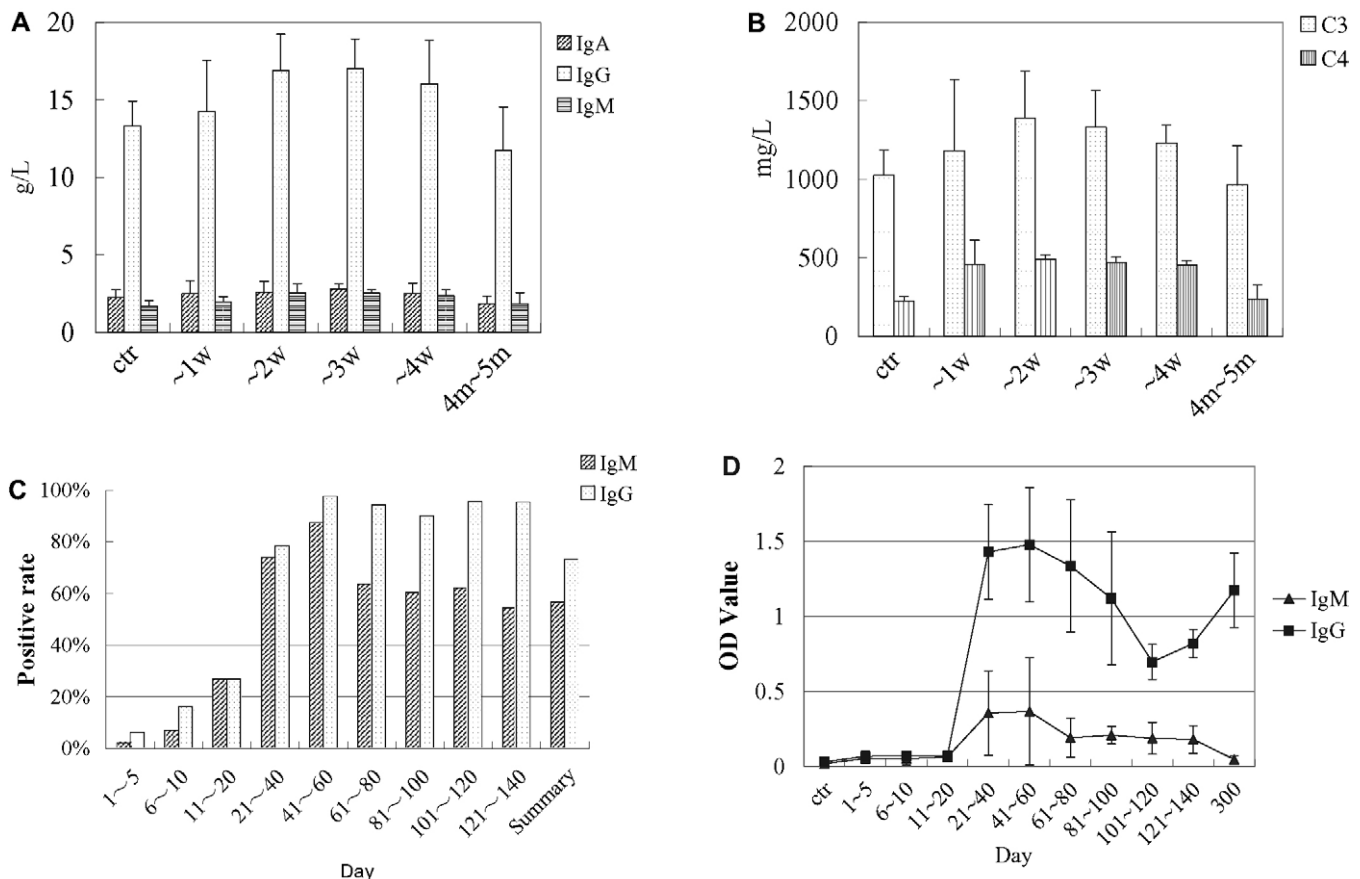 A
20
15
10
5
0
g/L
ctr
~1w
~2w
~3w
~4w
4m~5m
IgA
IgG
IgM
B
2000
1500
1000
500
0
mg/L
ctr
~1w
~2w
~3w
~4w
4m~5m
C3
C4
C
100%
80%
60%
40%
20%
0%
Positive rate
1～5
6～10
11～20
21～40
41～60
61～80
81～100
101～120
121～140
Summary
Day
IgM
IgG
D
2
1.5
1
0.5
0
OD Value
ctr
1~5
6~10
11~20
21~40
41~60
61~80
81~100
101~120
121~140
300
Day
IgM
IgG